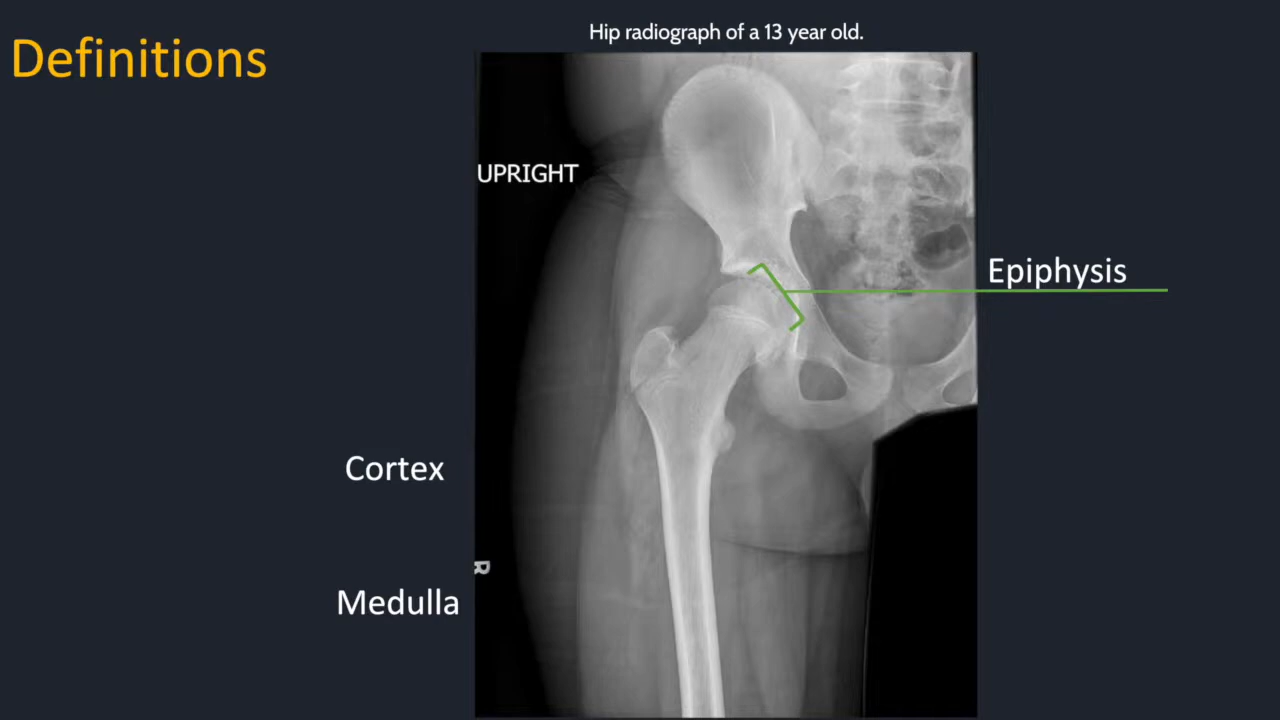 Definitions
Hip radiograph of a 13 year old.
UPRIGHT
Epiphysis
Cortex
R
Medulla